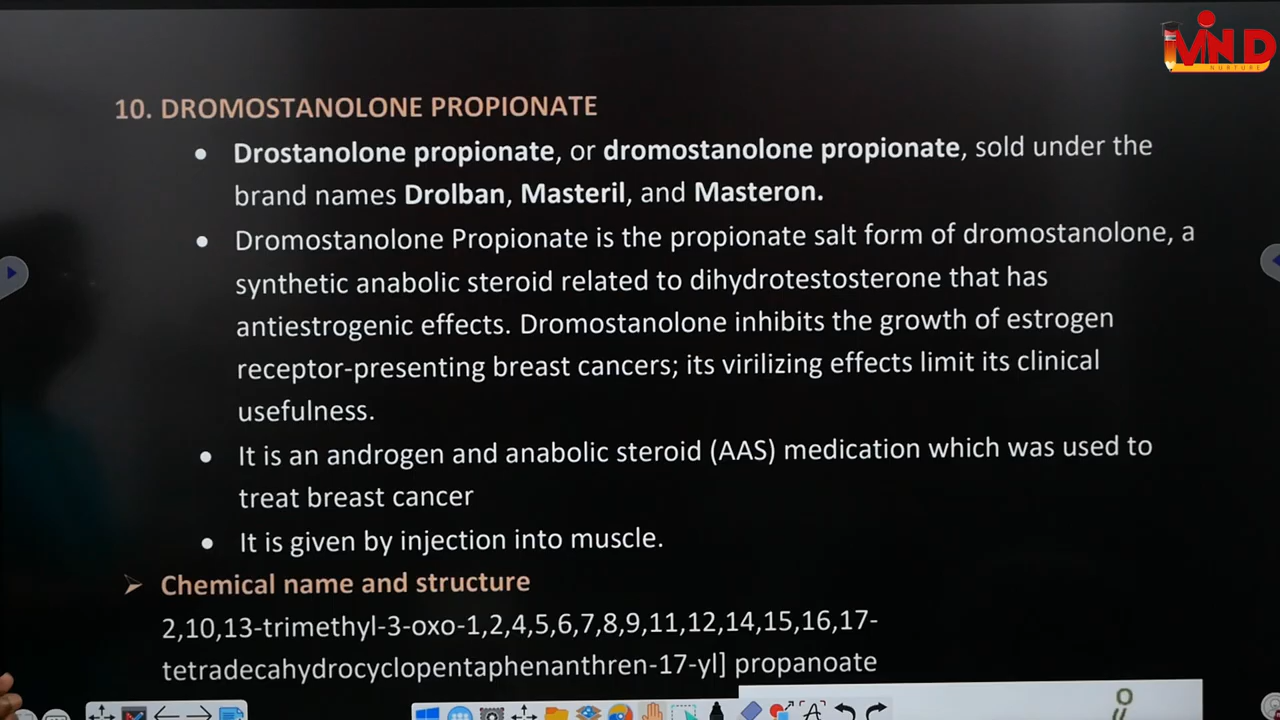 MIND
NURTURE
10. DROMOSTANOLONE PROPIONATE
• Drostanolone propionate, or dromostanolone propionate, sold under the
brand names Drolban, Masteril, and Masteron.
• Dromostanolone Propionate is the propionate salt form of dromostanolone, a
synthetic anabolic steroid related to dihydrotestosterone that has
antiestrogenic effects. Dromostanolone inhibits the growth of estrogen
receptor-presenting breast cancers; its virilizing effects limit its clinical
usefulness.
• It is an androgen and anabolic steroid (AAS) medication which was used to
treat breast cancer
• It is given by injection into muscle.
➢ Chemical name and structure
2,10,13-trimethyl-3-oxo-1,2,4,5,6,7,8,9,11,12,14,15,16,17-
tetradecahydrocyclopentaphenanthren-17-yl] propanoate
O